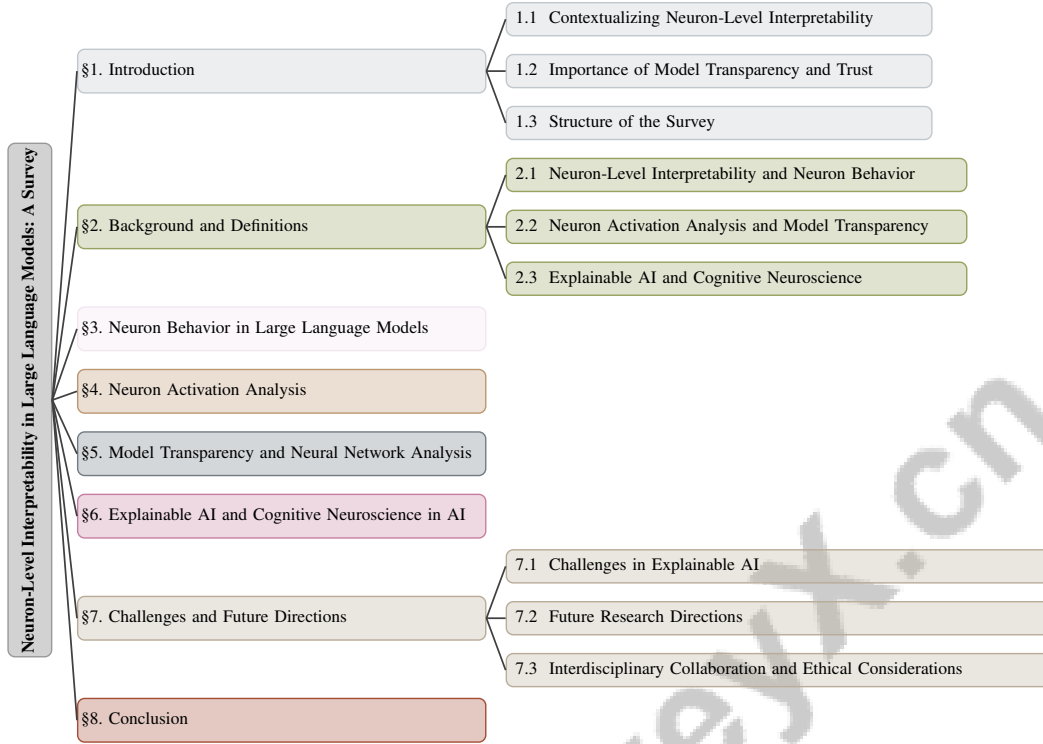 Neuron-Level Interpretability in Large Language Models: A Survey
§1. Introduction
1.1 Contextualizing Neuron-Level Interpretability
1.2 Importance of Model Transparency and Trust
1.3 Structure of the Survey
§2. Background and Definitions
2.1 Neuron-Level Interpretability and Neuron Behavior
2.2 Neuron Activation Analysis and Model Transparency
2.3 Explainable AI and Cognitive Neuroscience
§3. Neuron Behavior in Large Language Models
§4. Neuron Activation Analysis
§5. Model Transparency and Neural Network Analysis
§6. Explainable AI and Cognitive Neuroscience in AI
§7. Challenges and Future Directions
7.1 Challenges in Explainable AI
7.2 Future Research Directions
7.3 Interdisciplinary Collaboration and Ethical Considerations
§8. Conclusion
eyx.cn